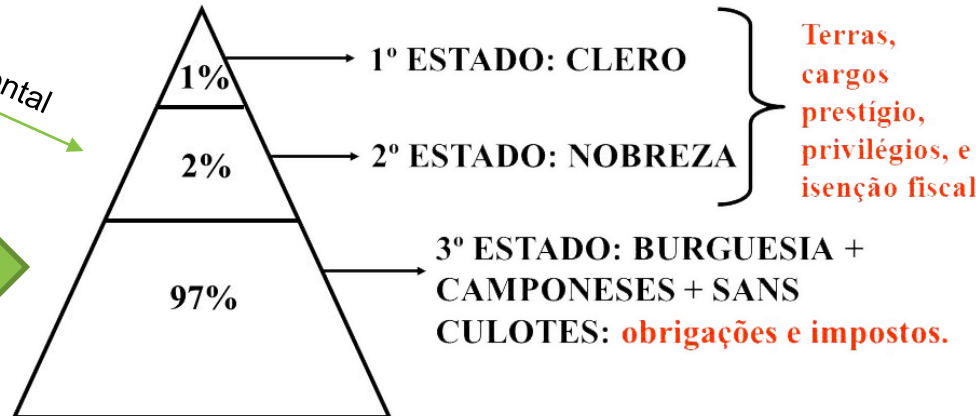 1º ESTADO: CLERO
1%
2º ESTADO: NOBREZA
2%
Terras,
cargos
prestígio,
privilégios, e
isenção fiscal
3º ESTADO: BURGUESIA +
CAMPONESES + SANS
CULOTES: obrigações e impostos.
97%